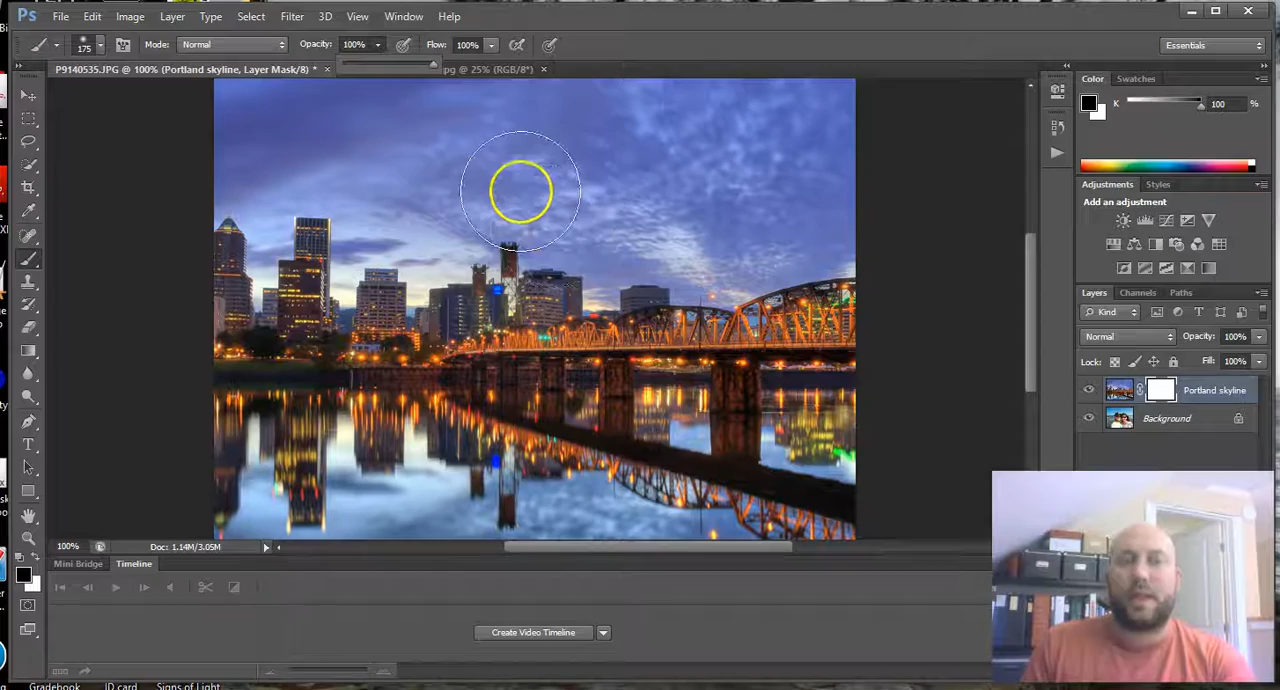 Ps File Edit Image Layer Type Select Filter 3D View Window Help
175 Mode: Normal Opacity: 100% Flow: 100% Essentials
P9140535.JPG @ 100% (Portland skyline, Layer Mask/8) * × pg @ 25% (RGB/8*) ×
Color Swatches
K 100 %
Adjustments Styles
Add an adjustment
Layers Channels Paths
Kind
Normal Opacity: 100%
Lock: Fill: 100%
Portland skyline
Background
100% Doc: 1.14M/3.05M
Mini Bridge Timeline
Create Video Timeline
Gradebook ID card Signs of Light